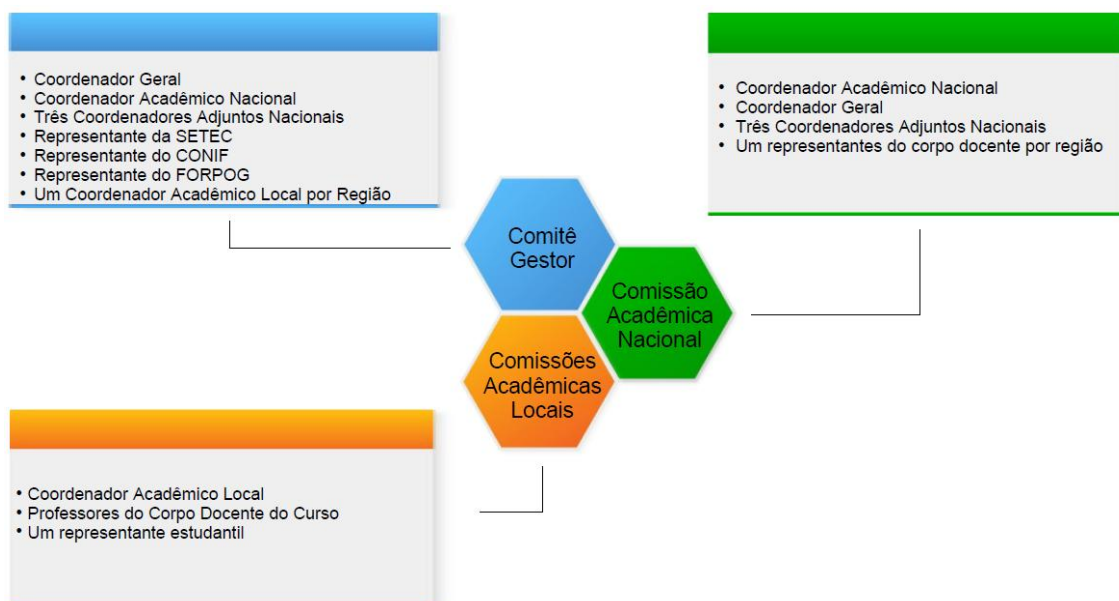 • Coordenador Geral
• Coordenador Acadêmico Nacional
• Três Coordenadores Adjuntos Nacionais
• Representante da SETEC
• Representante do CONIF
• Representante do FORPOG
• Um Coordenador Acadêmico Local por Região
• Coordenador Acadêmico Nacional
• Coordenador Geral
• Três Coordenadores Adjuntos Nacionais
• Um representantes do corpo docente por região
Comitê
Gestor
Comissão
Acadêmica
Nacional
Comissões
Acadêmicas
Locais
• Coordenador Acadêmico Local
• Professores do Corpo Docente do Curso
• Um representante estudantil